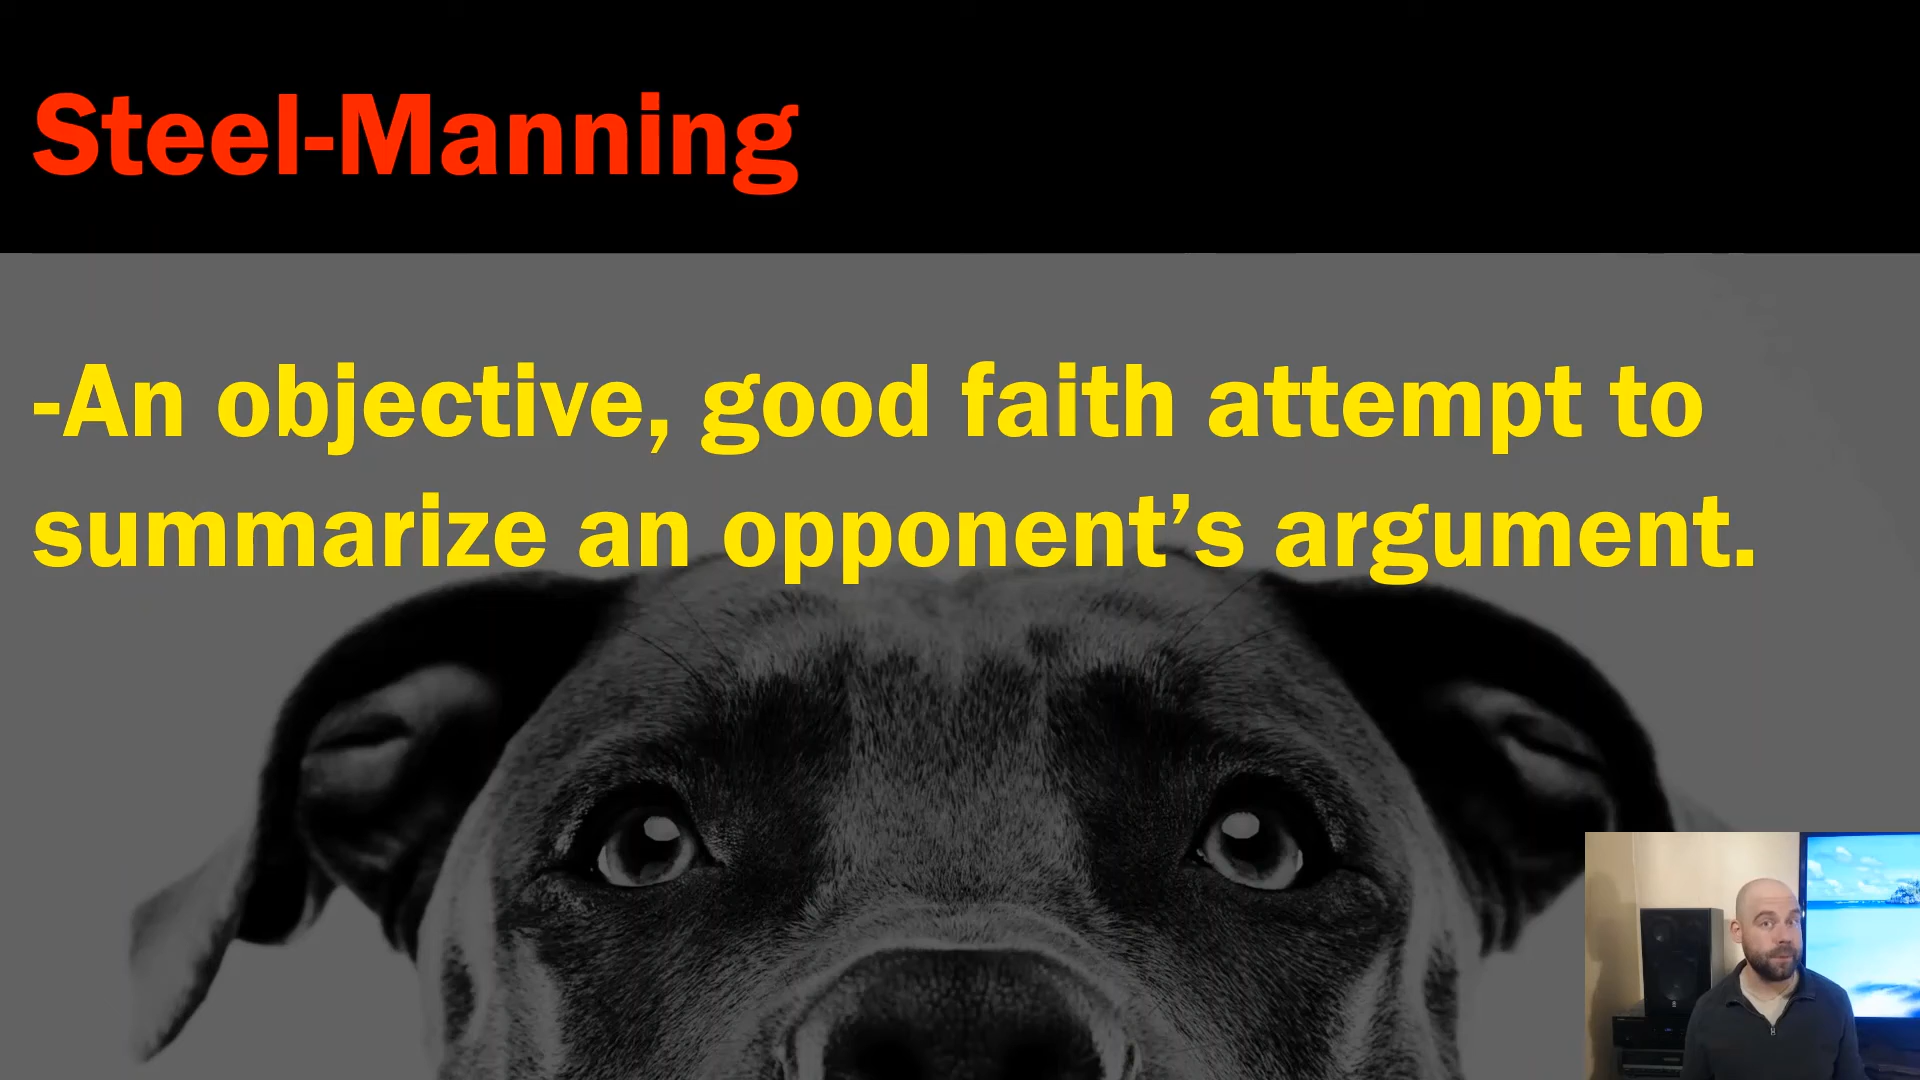 Steel-Manning
-An objective, good faith attempt to
summarize an opponent’s argument.